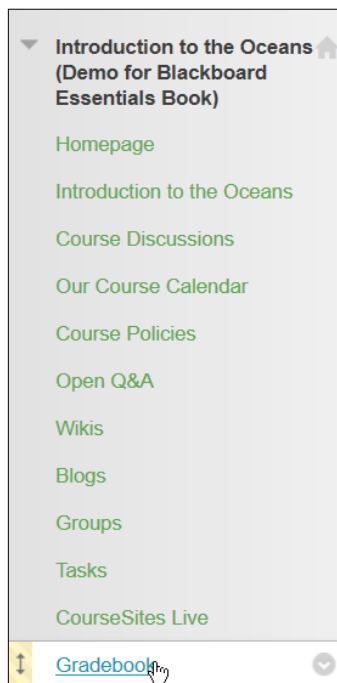 Introduction to the Oceans
(Demo for Blackboard
Essentials Book)
Homepage
Introduction to the Oceans
Course Discussions
Our Course Calendar
Course Policies
Open Q&A
Wikis
Blogs
Groups
Tasks
CourseSites Live
Gradebook